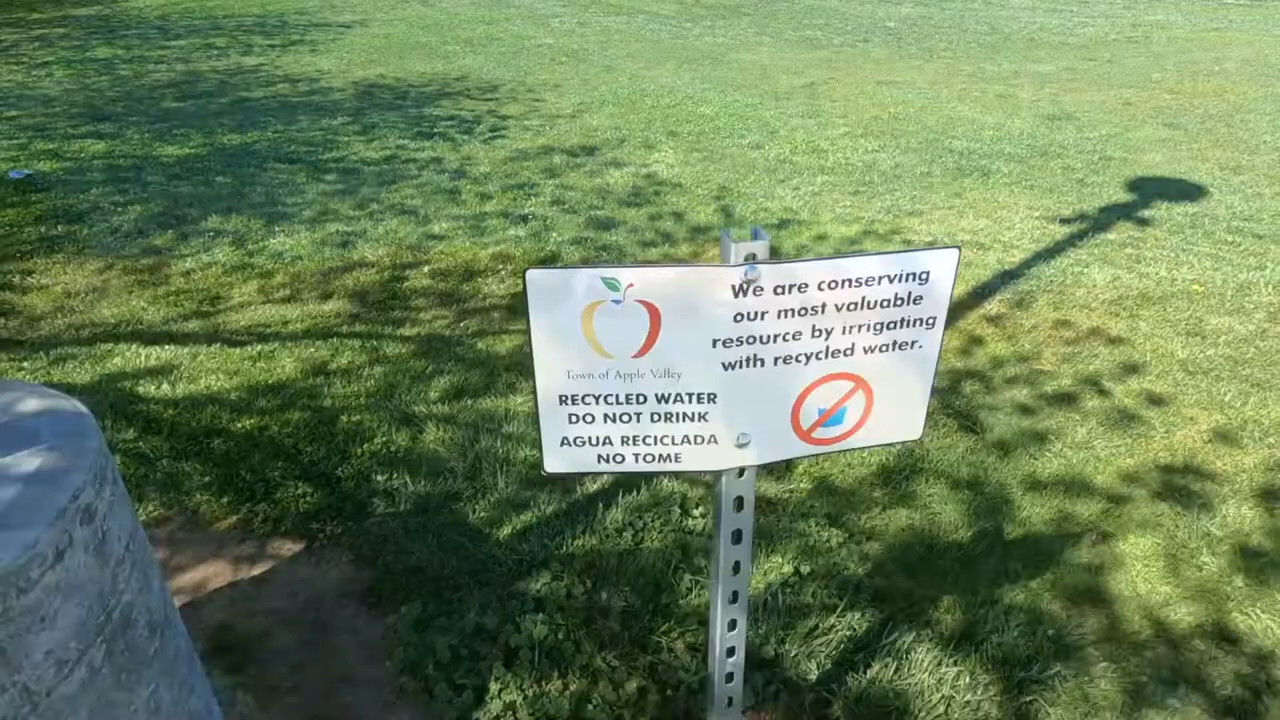 Town of Apple Valley
RECYCLED WATER
DO NOT DRINK
AGUA RECICLADA
NO TOME
We are conserving
our most valuable
resource by irrigating
with recycled water.